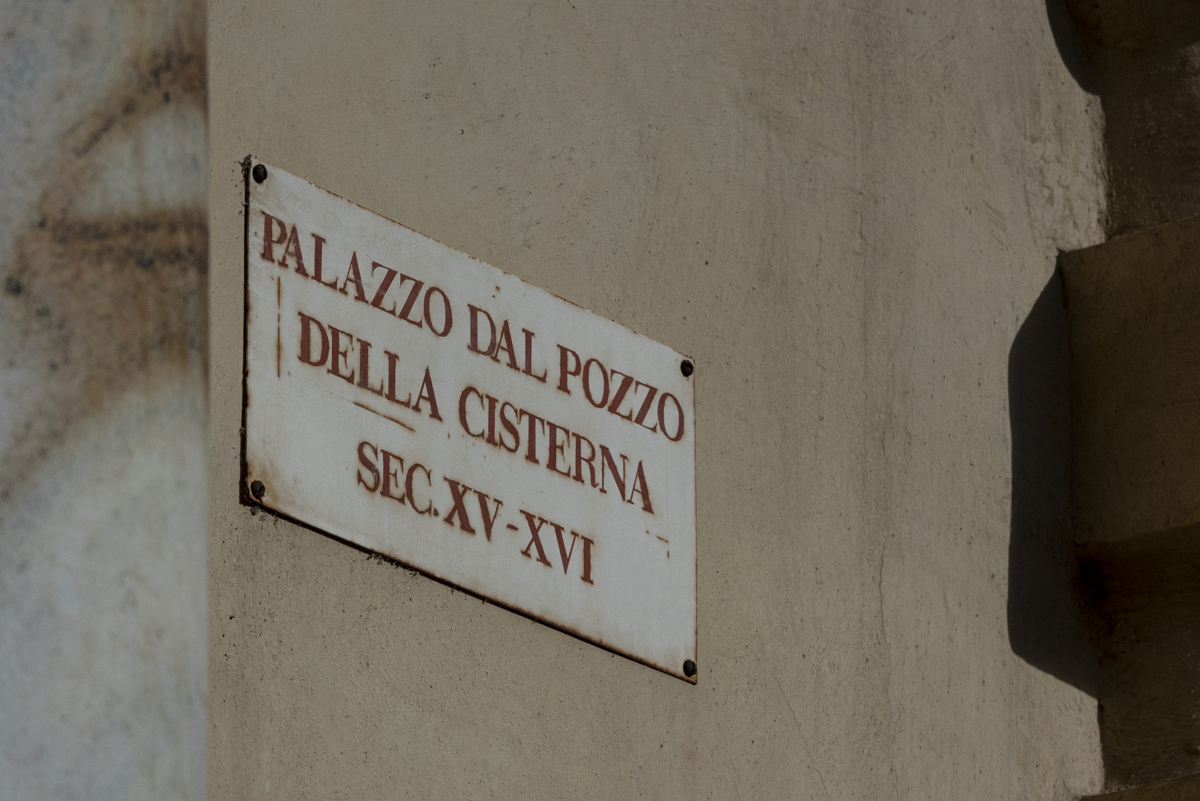 PALAZZO DAL POZZO
DELLA CISTERNA
SEC. XV-XVI